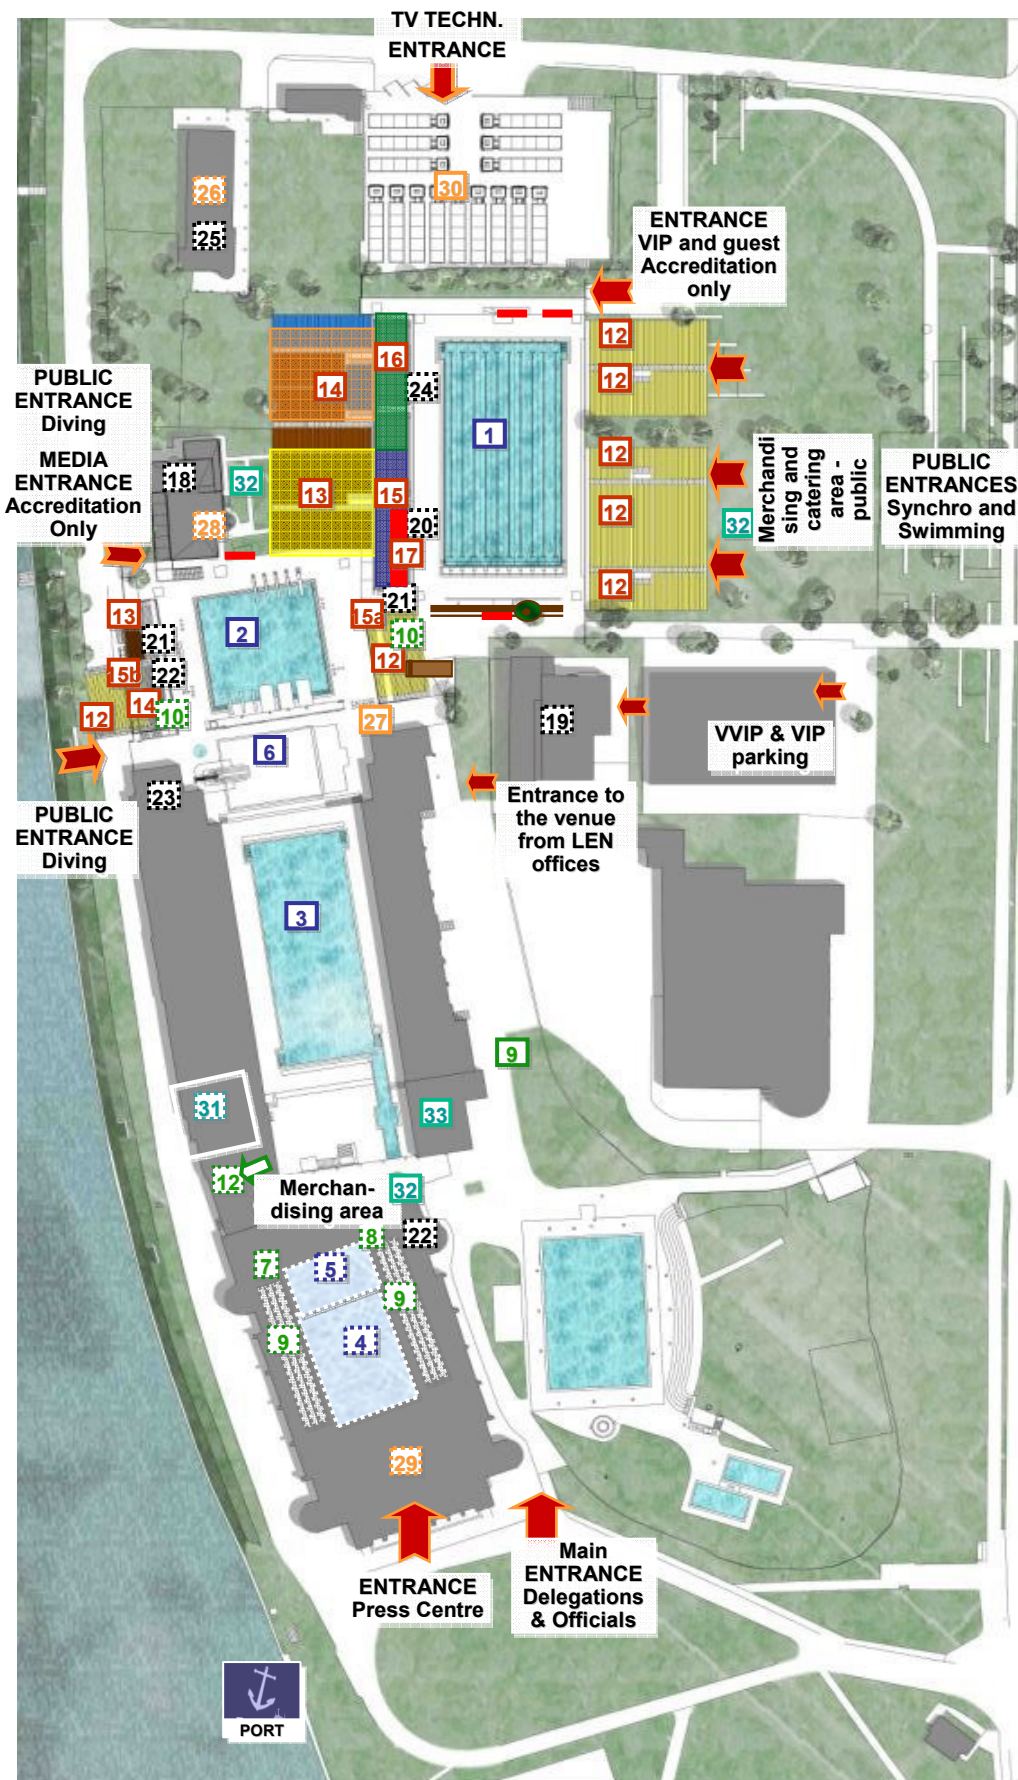 TV TECHN.
ENTRANCE
26
25
30
ENTRANCE
VIP and guest
Accreditation
only
12
16
14
24
12
PUBLIC
ENTRANCE
Diving
MEDIA
ENTRANCE
Accreditation
Only
1
18
32
13
15
12
28
20
17
12
32
Merchandi
sing and
catering
area -
public
PUBLIC
ENTRANCES
Synchro and
Swimming
12
21
13
15a
10
21
2
12
15b
22
14
12
10
27
19
VVIP & VIP
parking
6
23
Entrance to
the venue
from LEN
offices
PUBLIC
ENTRANCE
Diving
3
9
31
33
12
Merchan-
dising area
32
8
22
7
5
9
9
4
29
ENTRANCE
Press Centre
Main
ENTRANCE
Delegations
& Officials
PORT